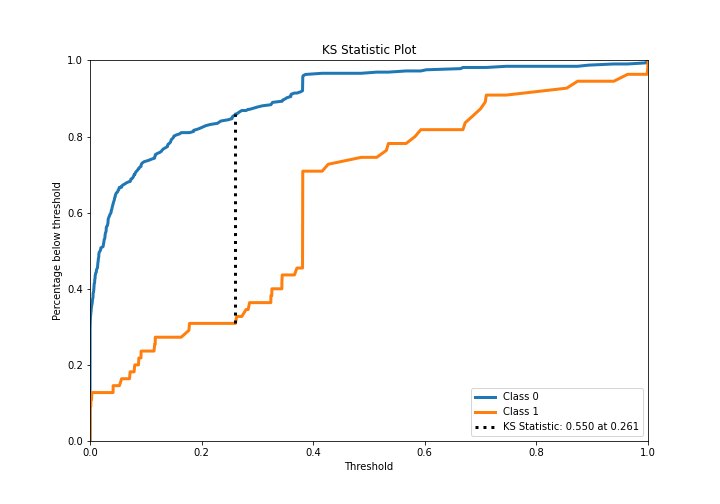 KS Statistic Plot
1.0
0.8
0.6
0.4
0.2
0.0
Percentage below threshold
0.0 0.2 0.4 0.6 0.8 1.0
Threshold
Class 0
Class 1
KS Statistic: 0.550 at 0.261